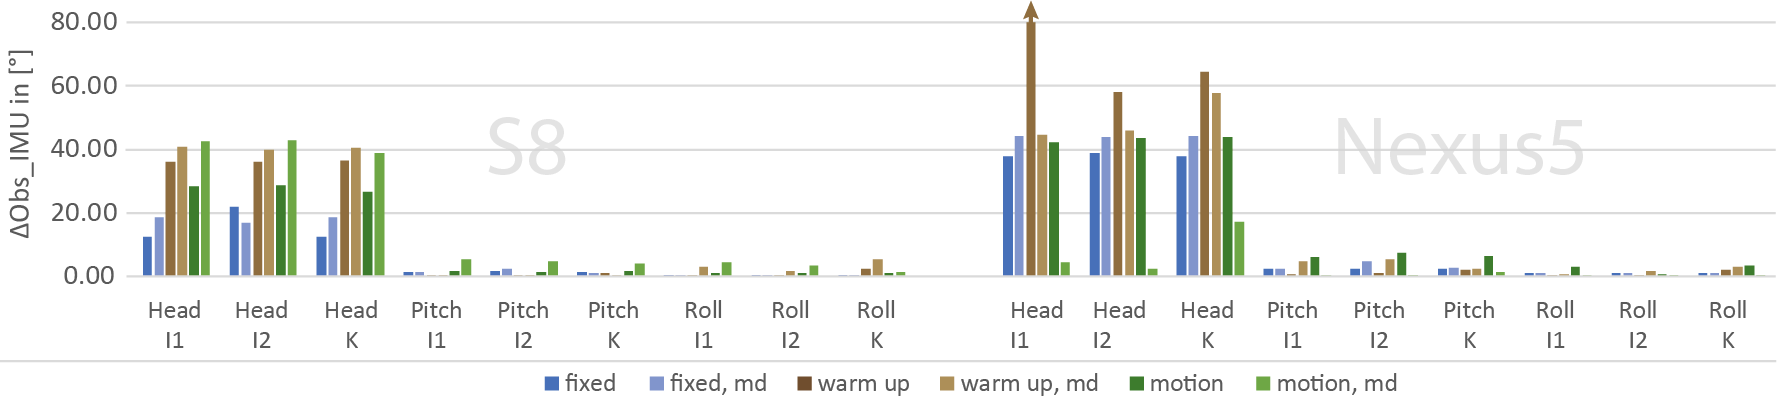 ΔObs_IMU in [°]
80.00
60.00
40.00
20.00
0.00
S8
Nexus5
Head I1
Head I2
Head K
Pitch I1
Pitch I2
Pitch K
Roll I1
Roll I2
Roll K
Head I1
Head I2
Head K
Pitch I1
Pitch I2
Pitch K
Roll I1
Roll I2
Roll K
fixed
fixed, md
warm up
warm up, md
motion
motion, md